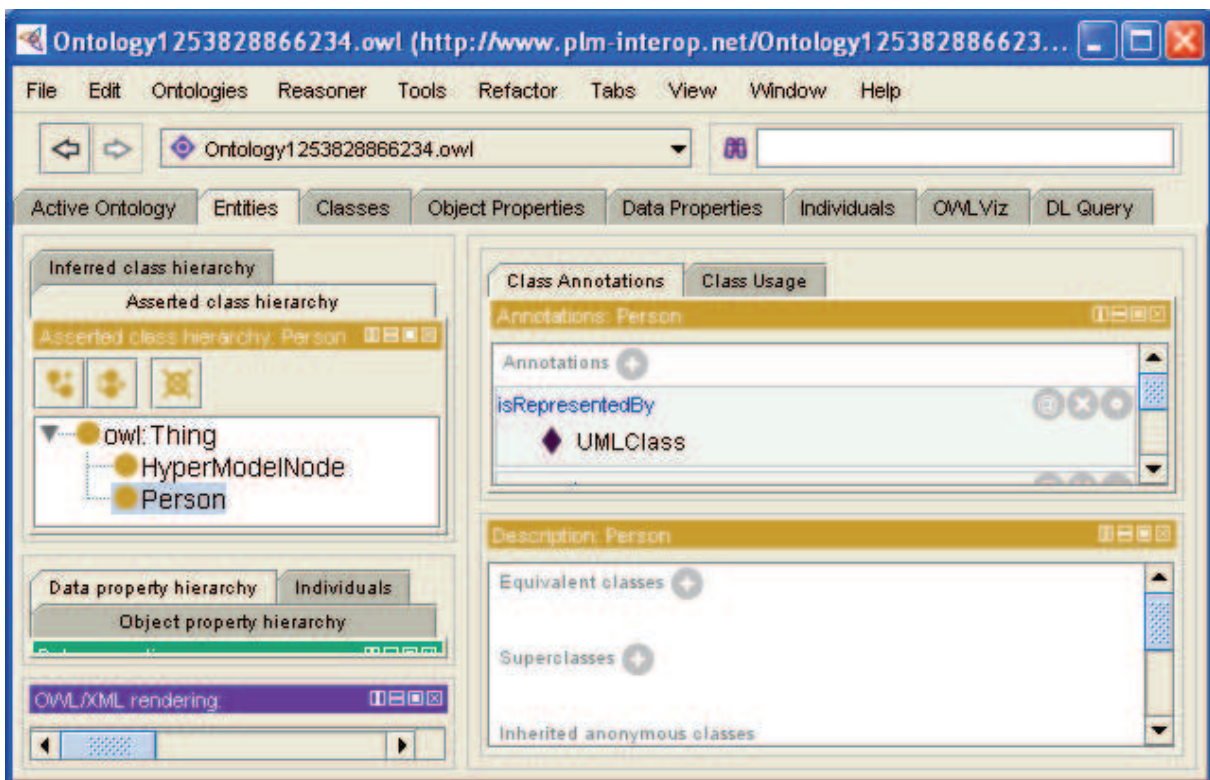 Ontology1253828866234.owl (http://www.plm-interop.net/Ontology125382886623...
File Edit Ontologies Reasoner Tools Refactor Tabs View Window Help
Ontology1253828866234.owl
Active Ontology Entities Classes Object Properties Data Properties Individuals OWLViz DL Query
Inferred class hierarchy
Asserted class hierarchy
Asserted class hierarchy: Person
owl:Thing
HyperModelNode
Person
Data property hierarchy Individuals
Object property hierarchy
OWL/XML rendering:
Class Annotations Class Usage
Annotations: Person
Annotations
isRepresentedBy
UMLClass
Description: Person
Equivalent classes
Superclasses
Inherited anonymous classes